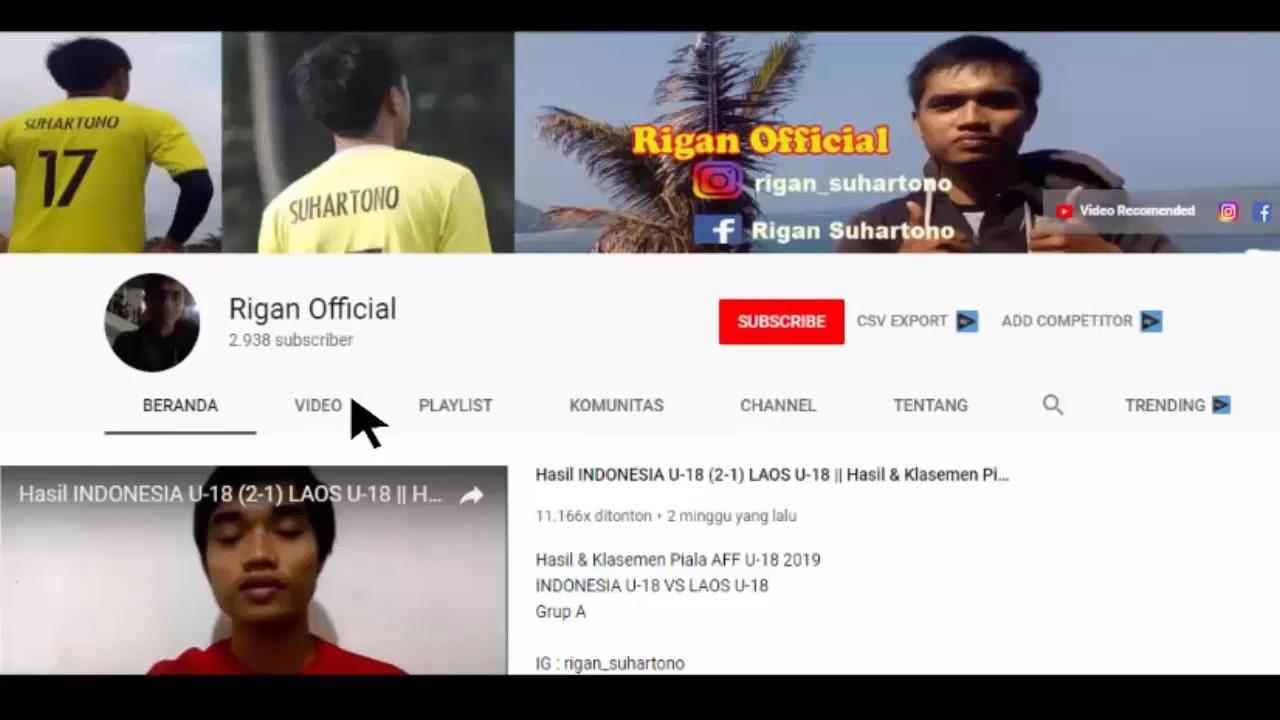 SUHARTONO
17
SUHARTONO
Rigan Official
rigan_suhartono
Rigan Suhartono
Video Recomended
Rigan Official
2.938 subscriber
SUBSCRIBE
CSV EXPORT
ADD COMPETITOR
BERANDA
VIDEO
PLAYLIST
KOMUNITAS
CHANNEL
TENTANG
TRENDING
Hasil INDONESIA U-18 (2-1) LAOS U-18 || H...
Hasil INDONESIA U-18 (2-1) LAOS U-18 || Hasil & Klasemen Pi...
11.166x ditonton • 2 minggu yang lalu
Hasil & Klasemen Piala AFF U-18 2019
INDONESIA U-18 VS LAOS U-18
Grup A
IG : rigan_suhartono